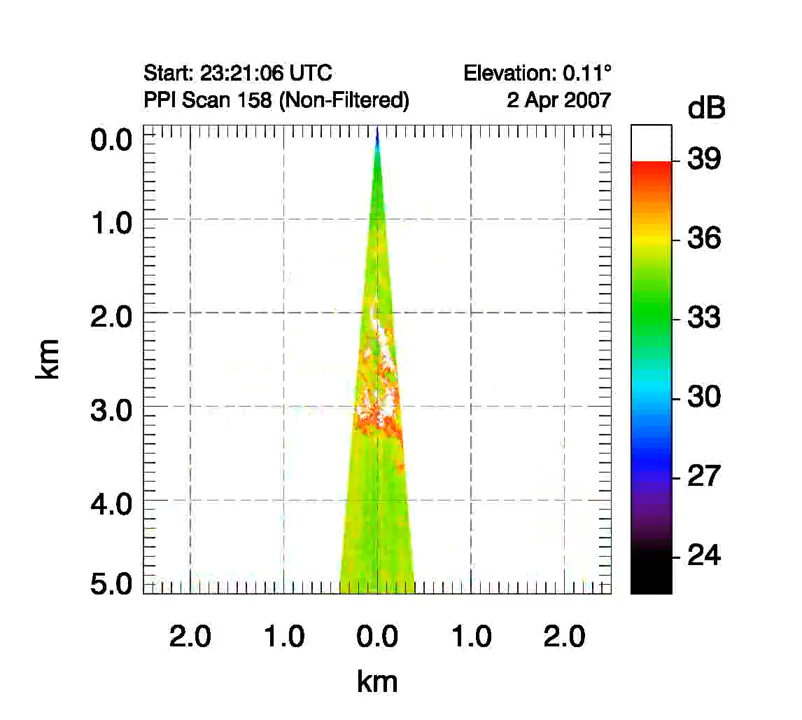 Start: 23:21:06 UTC
Elevation: 0.11°
PPI Scan 158 (Non-Filtered)
2 Apr 2007
dB
0.0
1.0
2.0
3.0
4.0
5.0
km
39
36
33
30
27
24
2.0 1.0 0.0 1.0 2.0
km